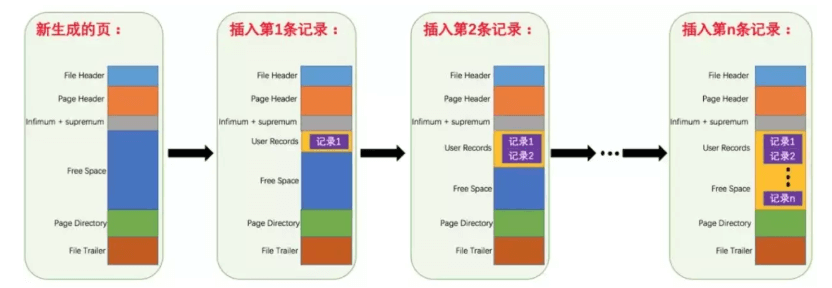 新生成的页：
File Header
Page Header
Infimum + supremum
Free Space
Page Directory
File Trailer
插入第1条记录：
File Header
Page Header
Infimum + supremum
User Records
记录1
Free Space
Page Directory
File Trailer
插入第2条记录：
File Header
Page Header
Infimum + supremum
User Records
记录1
记录2
Free Space
Page Directory
File Trailer
插入第n条记录：
File Header
Page Header
Infimum + supremum
User Records
记录1
记录2
Free Space
记录n
Page Directory
File Trailer